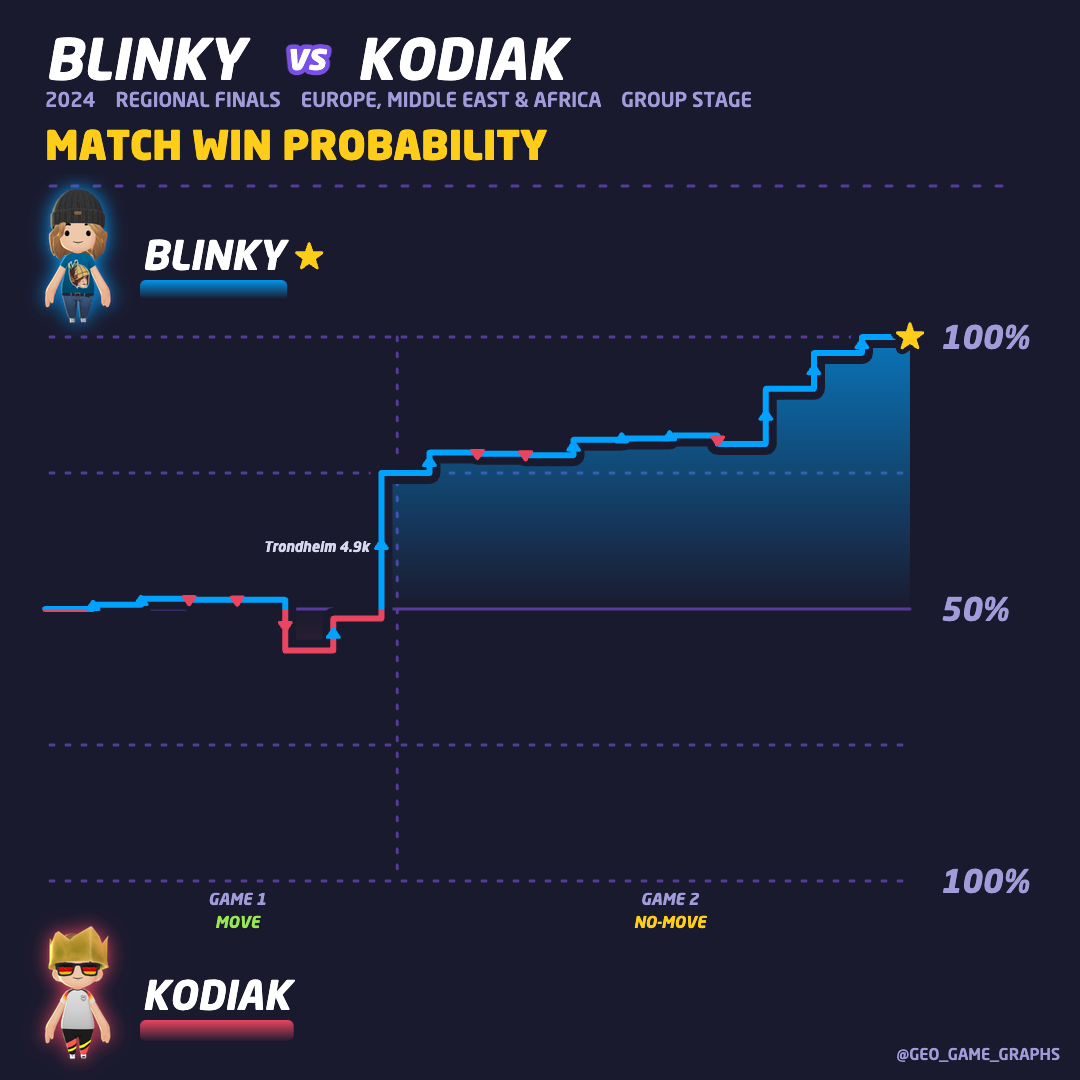 BLINKY VS KODIAK
2024 REGIONAL FINALS EUROPE, MIDDLE EAST & AFRICA GROUP STAGE
MATCH WIN PROBABILITY
BLINKY
100%
Trondheim 4.9k
50%
100%
GAME 1 GAME 2
MOVE NO-MOVE
KODIAK
@GEO_GAME_GRAPHS